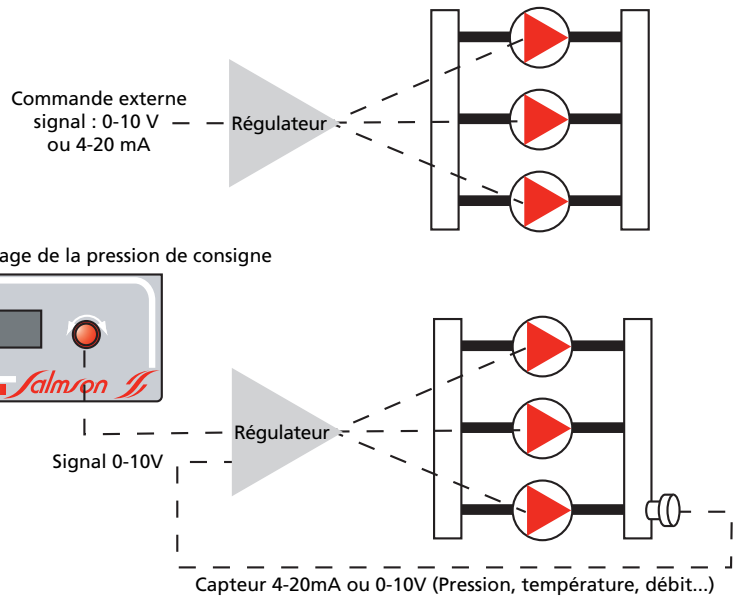 Commande externe
signal : 0-10 V
ou 4-20 mA
Régulateur
age de la pression de consigne
Salmson
Régulateur
Signal 0-10V
Capteur 4-20mA ou 0-10V (Pression, température, débit...)